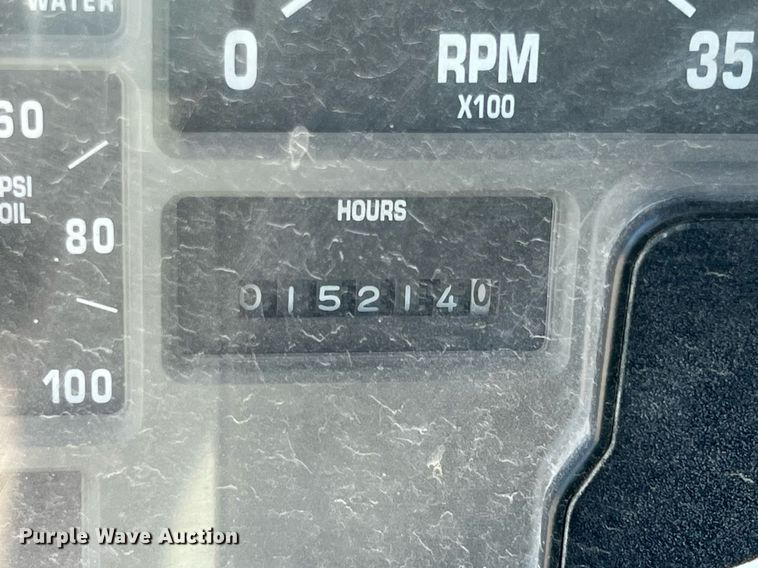 WATER
0 RPM 35
X100
60
PSI
OIL
80
100
HOURS
0152140
Purple Wave Auction